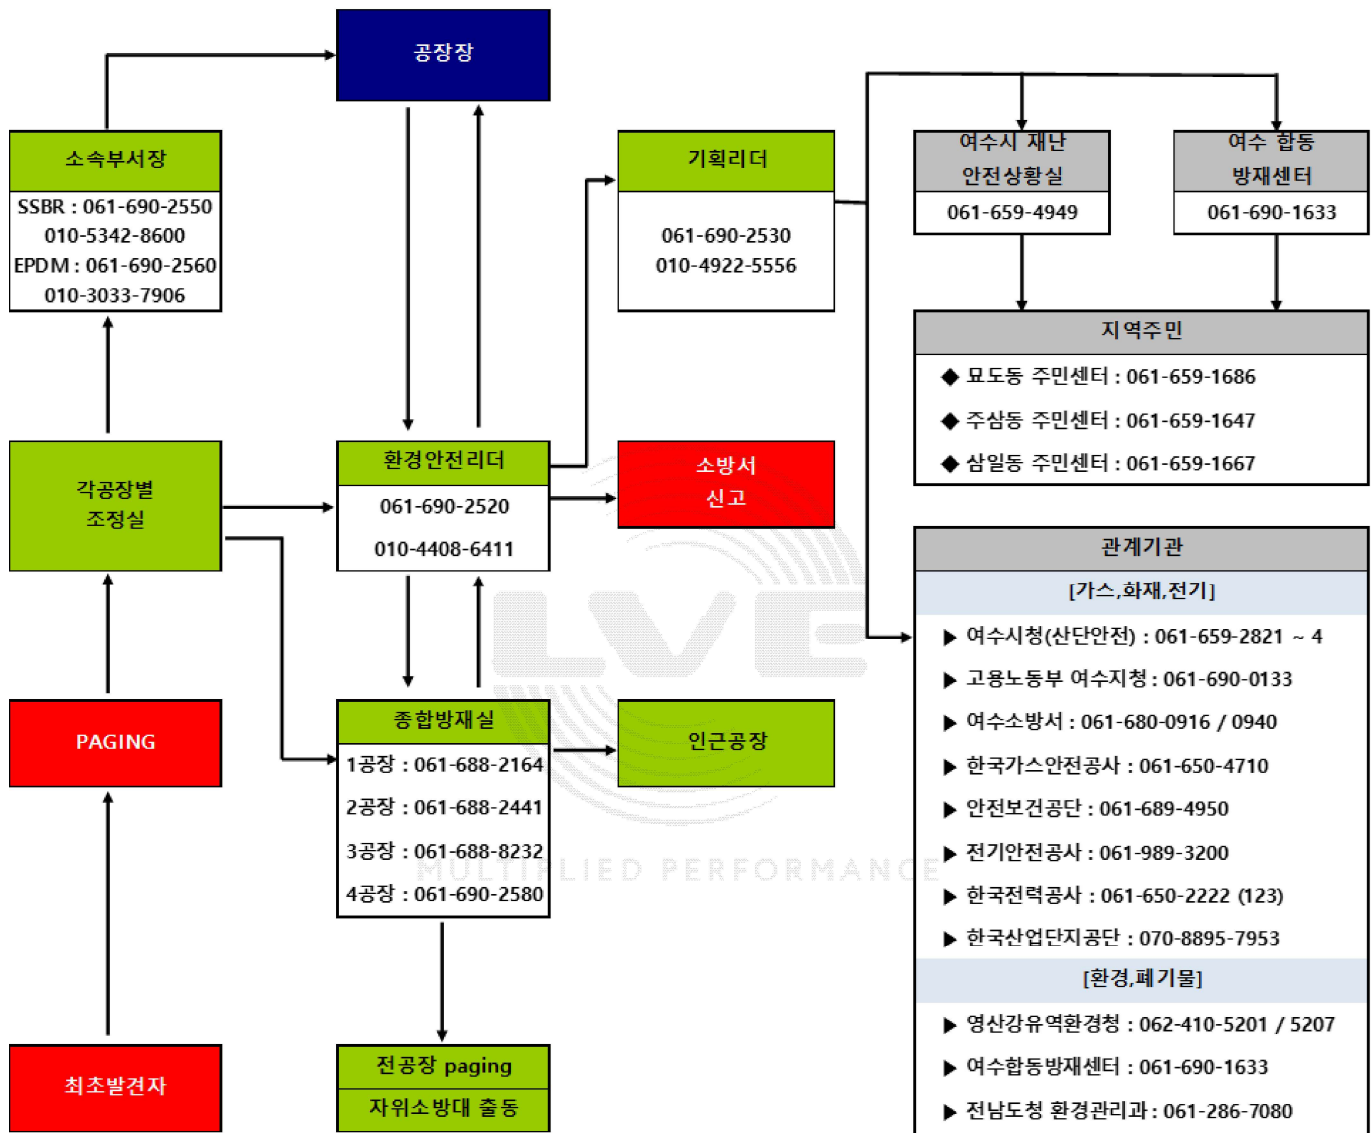 공장장
소속부서장
SSBR : 061-690-2550
010-5342-8600
EPDM : 061-690-2560
010-3033-7906
기획리더
061-690-2530
010-4922-5556
여수시 재난
안전상황실
061-659-4949
여수 합동
방재센터
061-690-1633
지역주민
◆ 묘도동 주민센터 : 061-659-1686
◆ 주삼동 주민센터 : 061-659-1647
◆ 삼일동 주민센터 : 061-659-1667
각공장별
조정실
환경안전리더
061-690-2520
010-4408-6411
소방서
신고
관계기관
[가스,화재,전기]
▶ 여수시청(산단안전) : 061-659-2821 ~ 4
▶ 고용노동부 여수지청 : 061-690-0133
▶ 여수소방서 : 061-680-0916 / 0940
▶ 한국가스안전공사 : 061-650-4710
▶ 안전보건공단 : 061-689-4950
▶ 전기안전공사 : 061-989-3200
▶ 한국전력공사 : 061-650-2222 (123)
▶ 한국산업단지공단 : 070-8895-7953
[환경,폐기물]
▶ 영산강유역환경청 : 062-410-5201 / 5207
▶ 여수합동방재센터 : 061-690-1633
▶ 전남도청 환경관리과 : 061-286-7080
PAGING
종합방재실
1공장 : 061-688-2164
2공장 : 061-688-2441
3공장 : 061-688-8232
4공장 : 061-690-2580
인근공장
LVE
MULTIPLIED PERFORMANCE
최초발견자
전공장 paging
자위소방대 출동